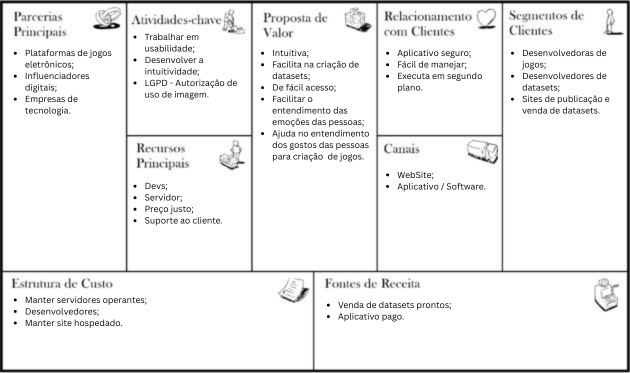 Parcerias
Principais
• Plataformas de jogos
eletrônicos;
• Influenciadores
digitais;
• Empresas de
tecnologia.
Atividades-chave
• Trabalhar em
usabilidade;
• Desenvolver a
intuitividade;
• LGPD - Autorização de
uso de imagem.
Recursos
Principais
• Devs;
• Servidor;
• Preço justo;
• Suporte ao cliente.
Proposta de
Valor
• Intuitiva;
• Facilita na criação de
datasets;
• De fácil acesso;
• Facilitar o
entendimento das
emoções das pessoas;
• Ajuda no entendimento
dos gostos das pessoas
para criação de jogos.
Relacionamento
com Clientes
• Aplicativo seguro;
• Fácil de manejar;
• Executa em segundo
plano.
Canais
• WebSite;
• Aplicativo / Software.
Segmentos de
Clientes
• Desenvolvedoras de
jogos;
• Desenvolvedores de
datasets;
• Sites de publicação e
venda de datasets.
Estrutura de Custo
• Manter servidores operantes;
• Desenvolvedores;
• Manter site hospedado.
Fontes de Receita
• Venda de datasets prontos;
• Aplicativo pago.